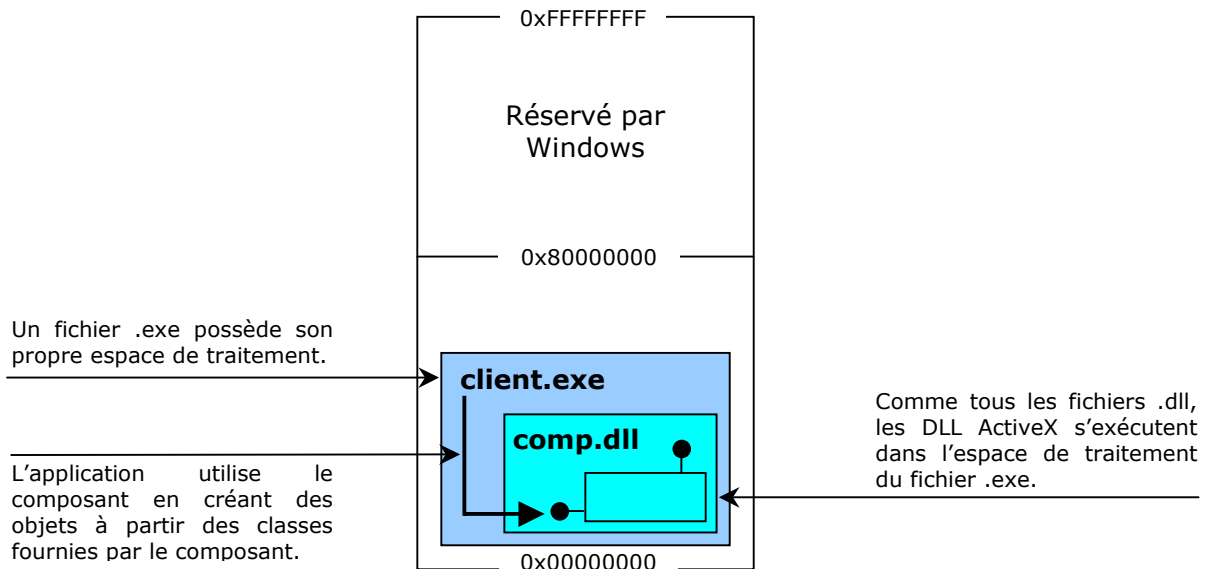 0xFFFFFFFF
Réservé par
Windows
0x80000000
Un fichier .exe possède son
propre espace de traitement.
client.exe
comp.dll
Comme tous les fichiers .dll,
les DLL ActiveX s’exécutent
dans l’espace de traitement
du fichier .exe.
L’application utilise le
composant en créant des
objets à partir des classes
fournies par le composant.
0x00000000